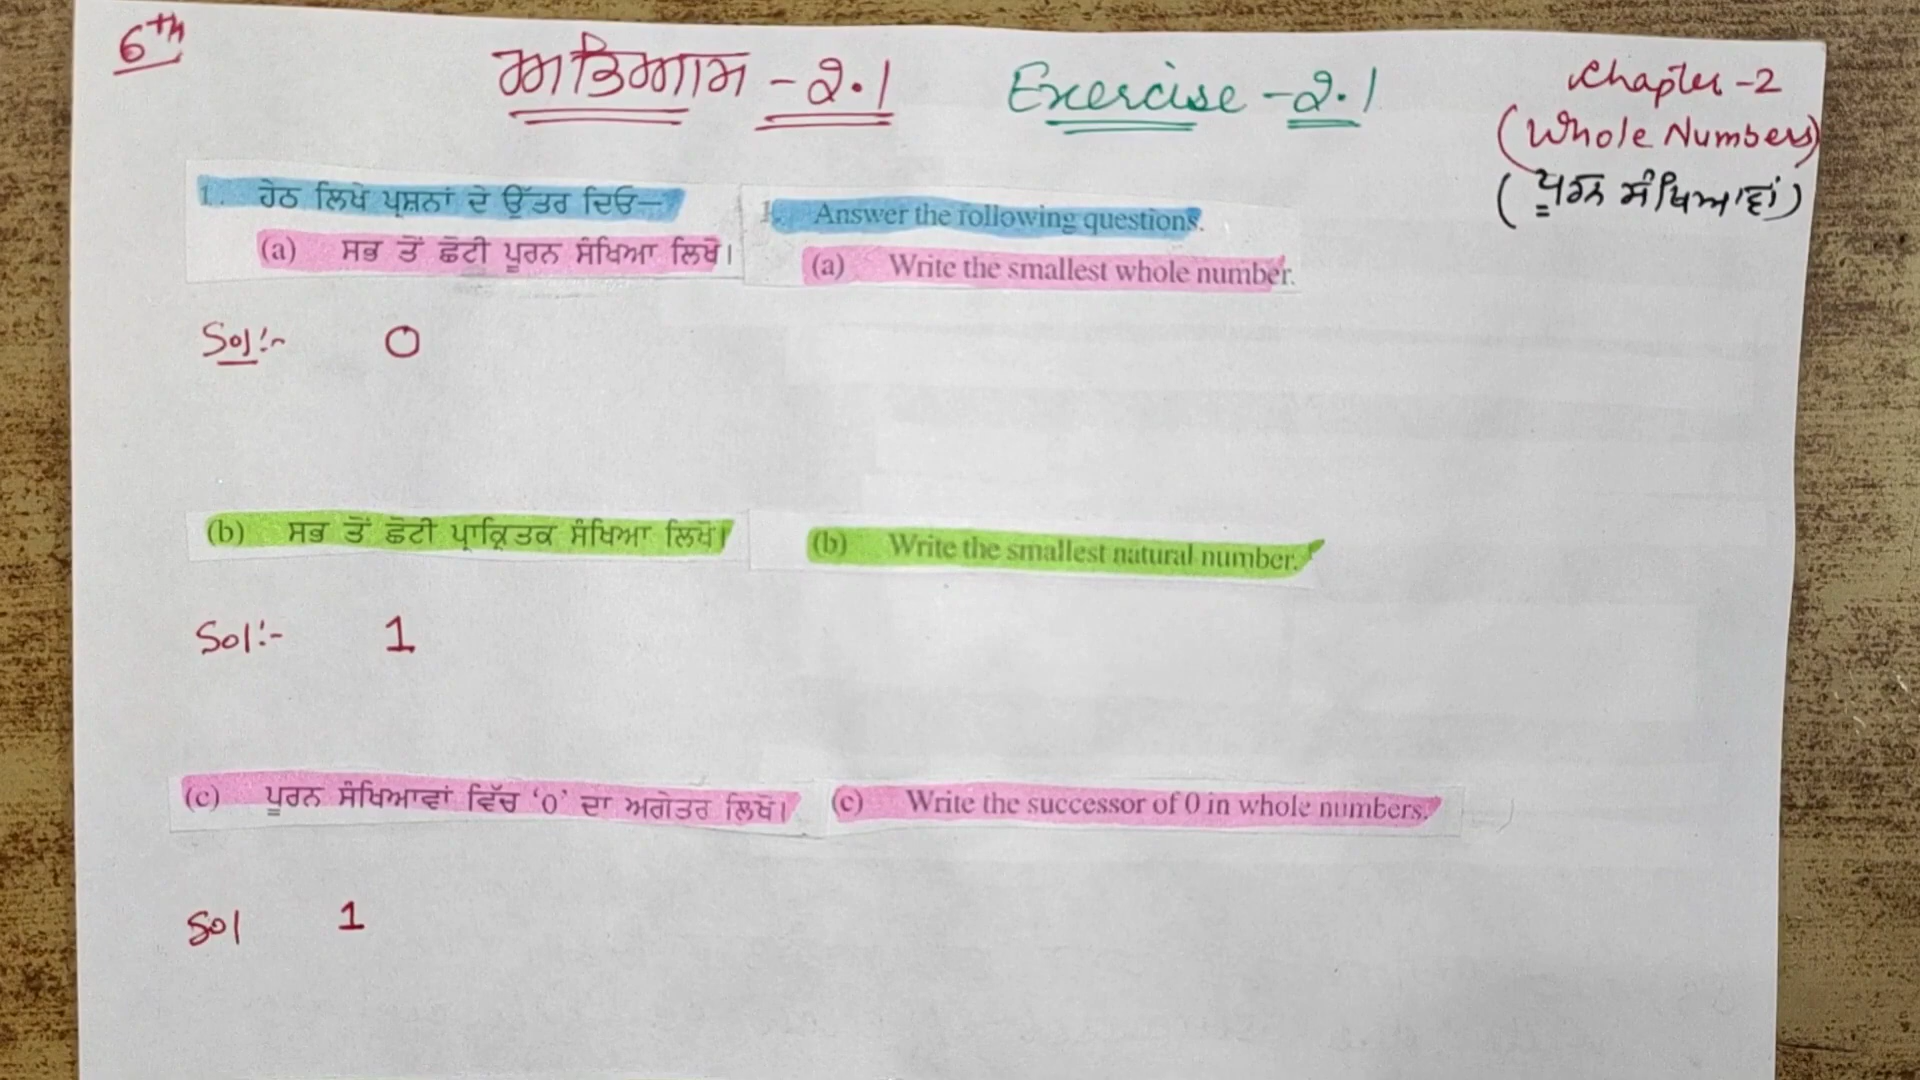 6th
ਅਭਿਆਸ - 2.1 Exercise - 2.1
Chapter - 2
(Whole Numbers)
(ਪੂਰਨ ਸੰਖਿਆਵਾਂ)
1. ਹੇਠ ਲਿਖੇ ਪ੍ਰਸ਼ਨਾਂ ਦੇ ਉੱਤਰ ਦਿਓ—
(a) ਸਭ ਤੋਂ ਛੋਟੀ ਪੂਰਨ ਸੰਖਿਆ ਲਿਖੋ।
1. Answer the following questions.
(a) Write the smallest whole number.
Sol:- 0
(b) ਸਭ ਤੋਂ ਛੋਟੀ ਪ੍ਰਾਕ੍ਰਿਤਕ ਸੰਖਿਆ ਲਿਖੋ।
(b) Write the smallest natural number.
Sol:- 1
(c) ਪੂਰਨ ਸੰਖਿਆਵਾਂ ਵਿੱਚ ‘0’ ਦਾ ਅਗੇਤਰ ਲਿਖੋ।
(c) Write the successor of 0 in whole numbers.
Sol 1